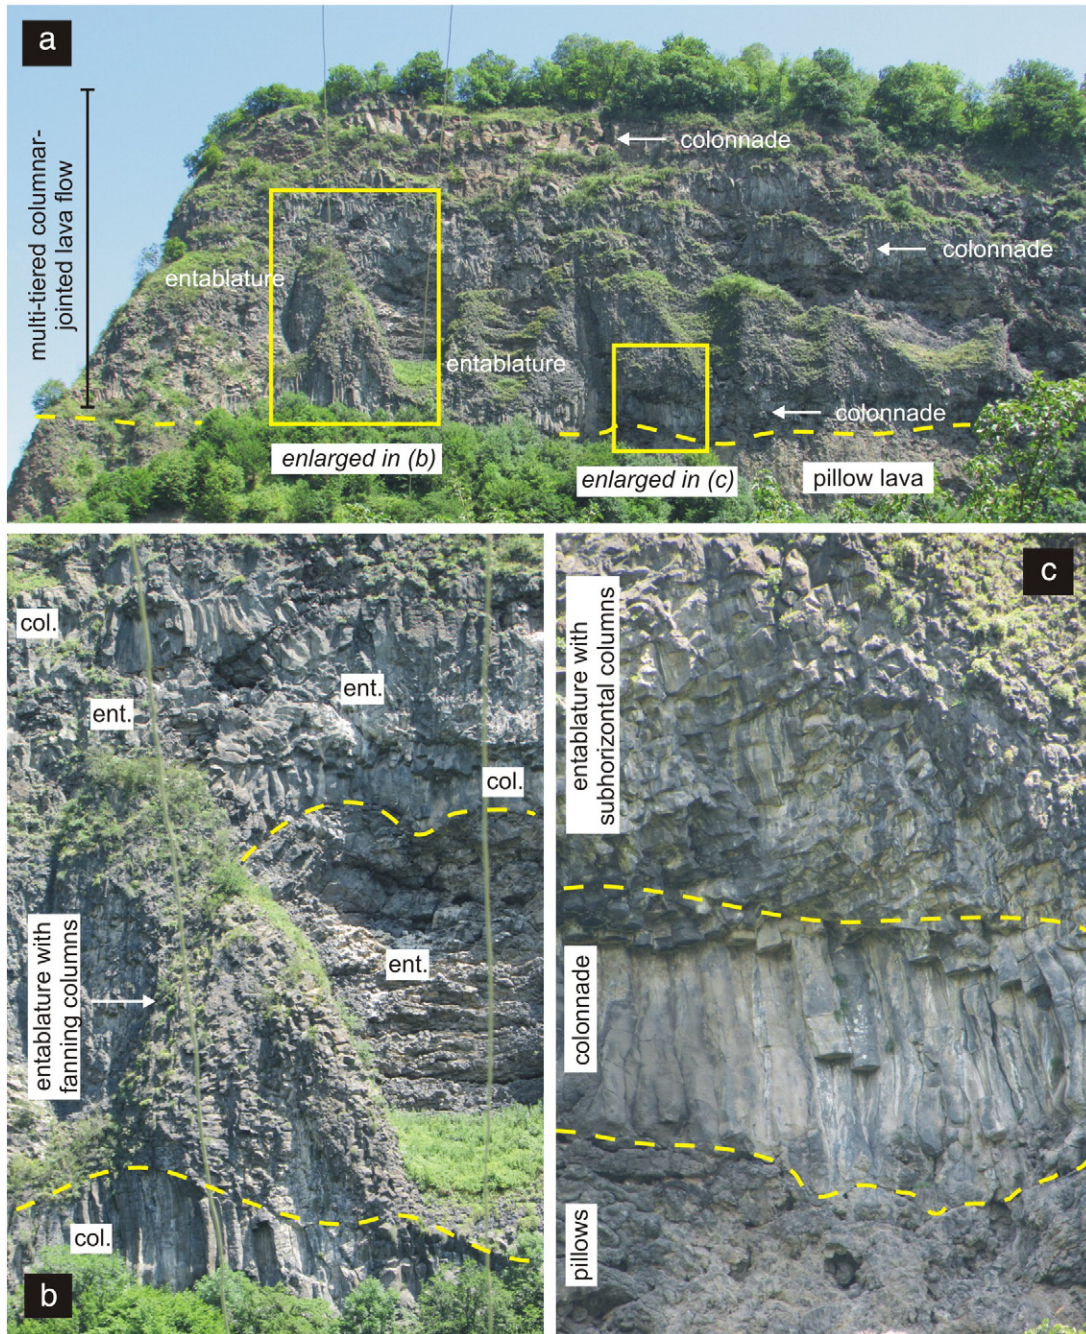 a
multi-tiered columnar-
jointed lava flow
colonnade
colonnade
entablature
entablature
colonnade
enlarged in (b)
enlarged in (c)
pillow lava
col.
ent.
ent.
col.
entablature with
fanning columns
ent.
col.
b
c
entablature with
subhorizontal columns
colonnade
pillows